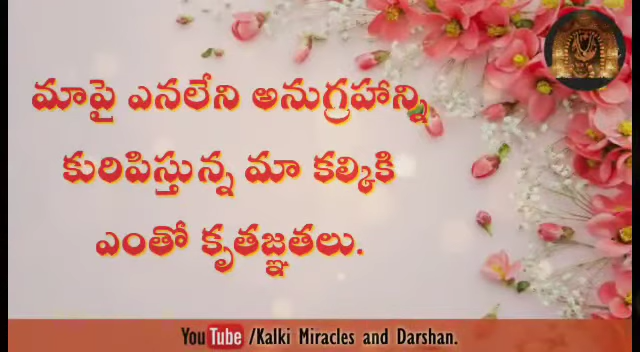 మాపై ఎనలేని అనుగ్రహాన్ని
కురిపిస్తున్న మా కల్కికి
ఎంతో కృతజ్ఞతలు.
YouTube /Kalki Miracles and Darshan.